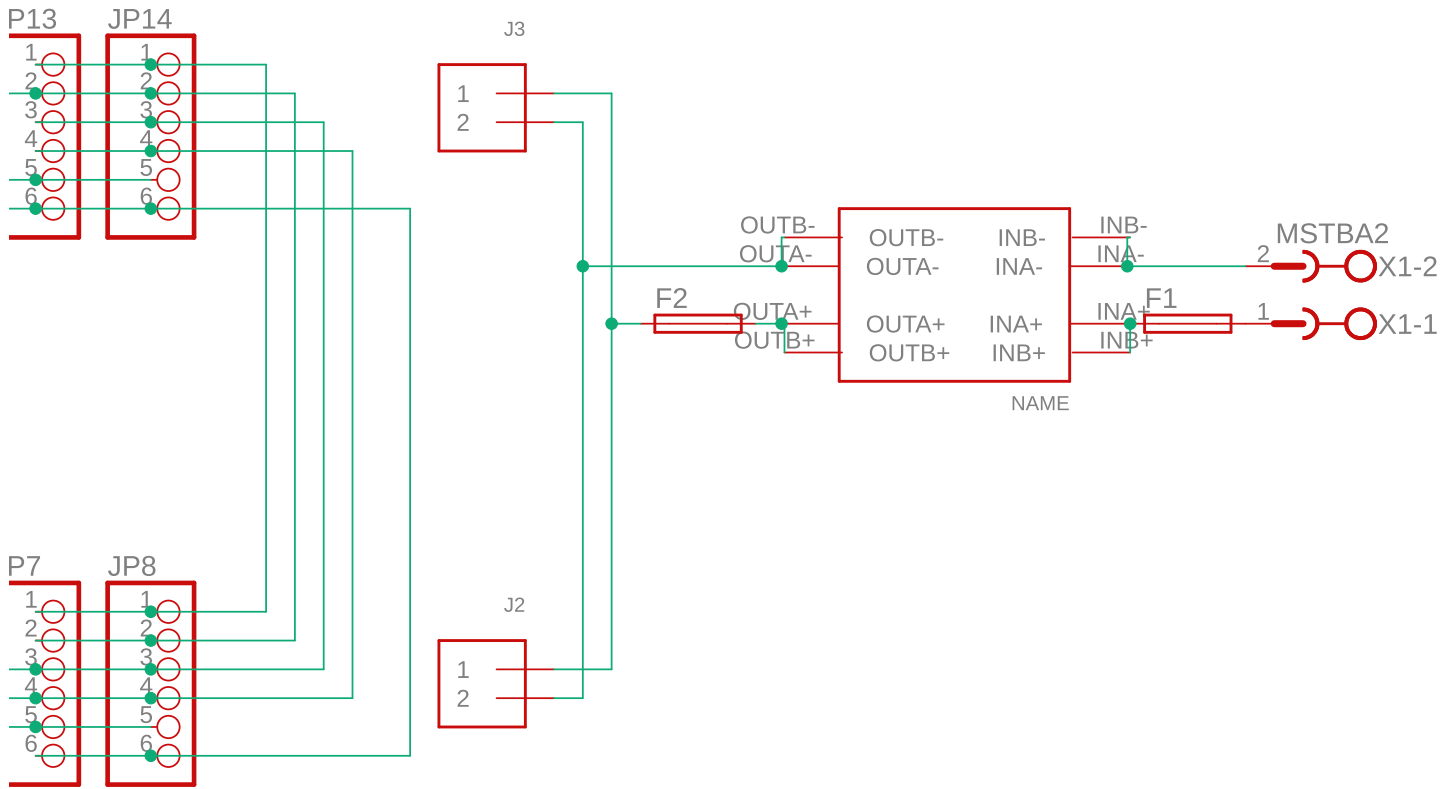 P13
1
2
3
4
5
6
JP14
1
2
3
4
5
6
J3
1
2
OUTB-
OUTA-
F2
OUTA+
OUTB+
OUTB- INB-
OUTA- INA-
OUTA+ INA+
OUTB+ INB+
NAME
INB-
INA-
INA+
INB+
F1
MSTBA2
2 X1-2
1 X1-1
P7
1
2
3
4
5
6
JP8
1
2
3
4
5
6
J2
1
2